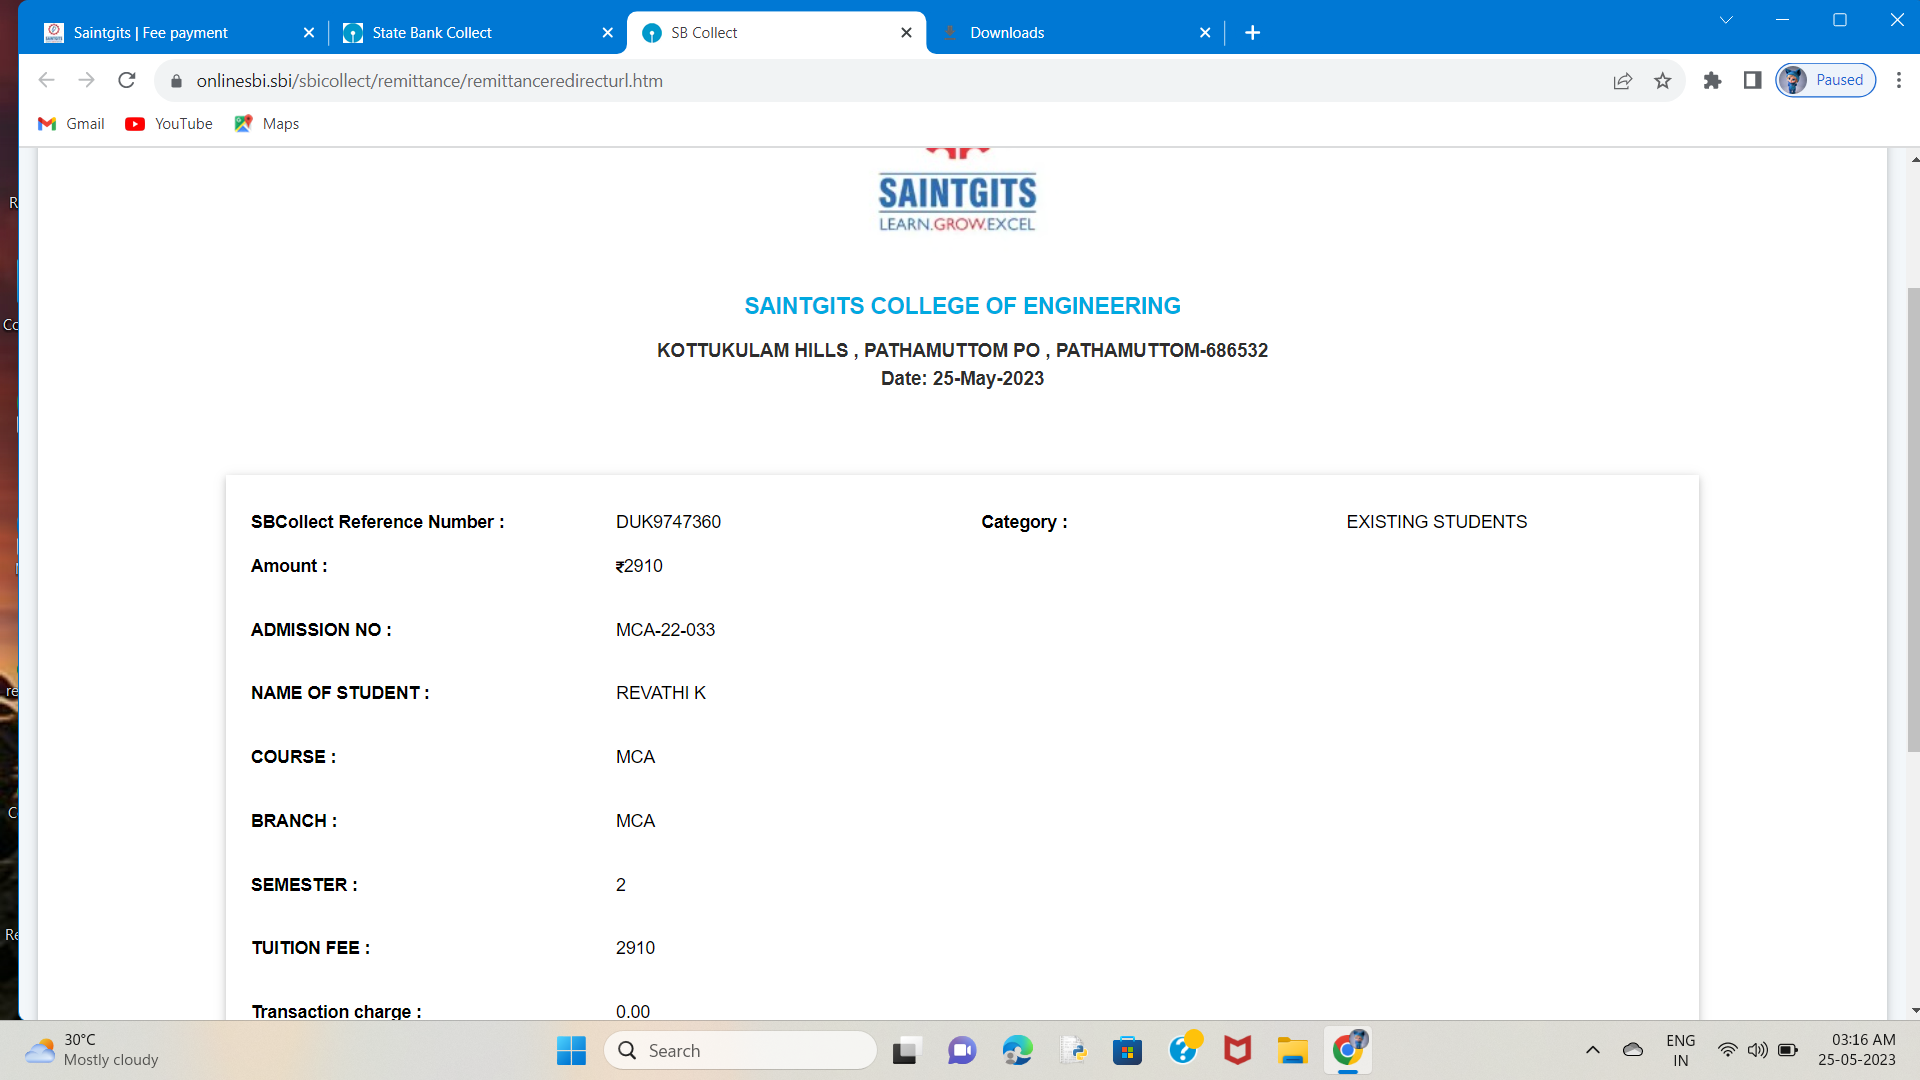 Saintgits | Fee payment
State Bank Collect
SB Collect
Downloads
onlinesbi.sbi/sbicollect/remittance/remittanceredirecturl.htm
Paused
Gmail
YouTube
Maps
SAINTGITS
LEARN.GROW.EXCEL
SAINTGITS COLLEGE OF ENGINEERING
KOTTUKULAM HILLS , PATHAMUTTOM PO , PATHAMUTTOM-686532
Date: 25-May-2023
SBCollect Reference Number : DUK9747360 Category : EXISTING STUDENTS
Amount : ₹2910
ADMISSION NO : MCA-22-033
NAME OF STUDENT : REVATHI K
COURSE : MCA
BRANCH : MCA
SEMESTER : 2
TUITION FEE : 2910
Transaction charge : 0.00
30°C
Mostly cloudy
Search
ENG
IN
03:16 AM
25-05-2023